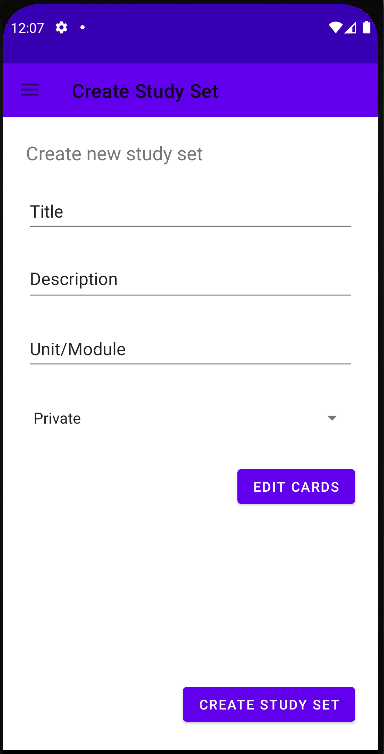 12:07
Create Study Set
Create new study set
Title
Description
Unit/Module
Private
EDIT CARDS
CREATE STUDY SET